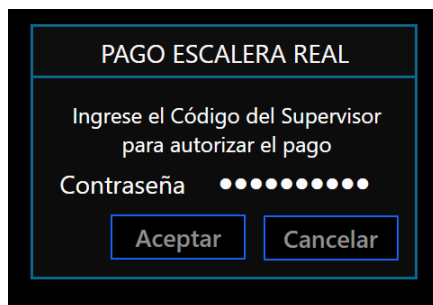 PAGO ESCALERA REAL
Ingrese el Código del Supervisor
para autorizar el pago
Contraseña ●●●●●●●●●●
Aceptar Cancelar